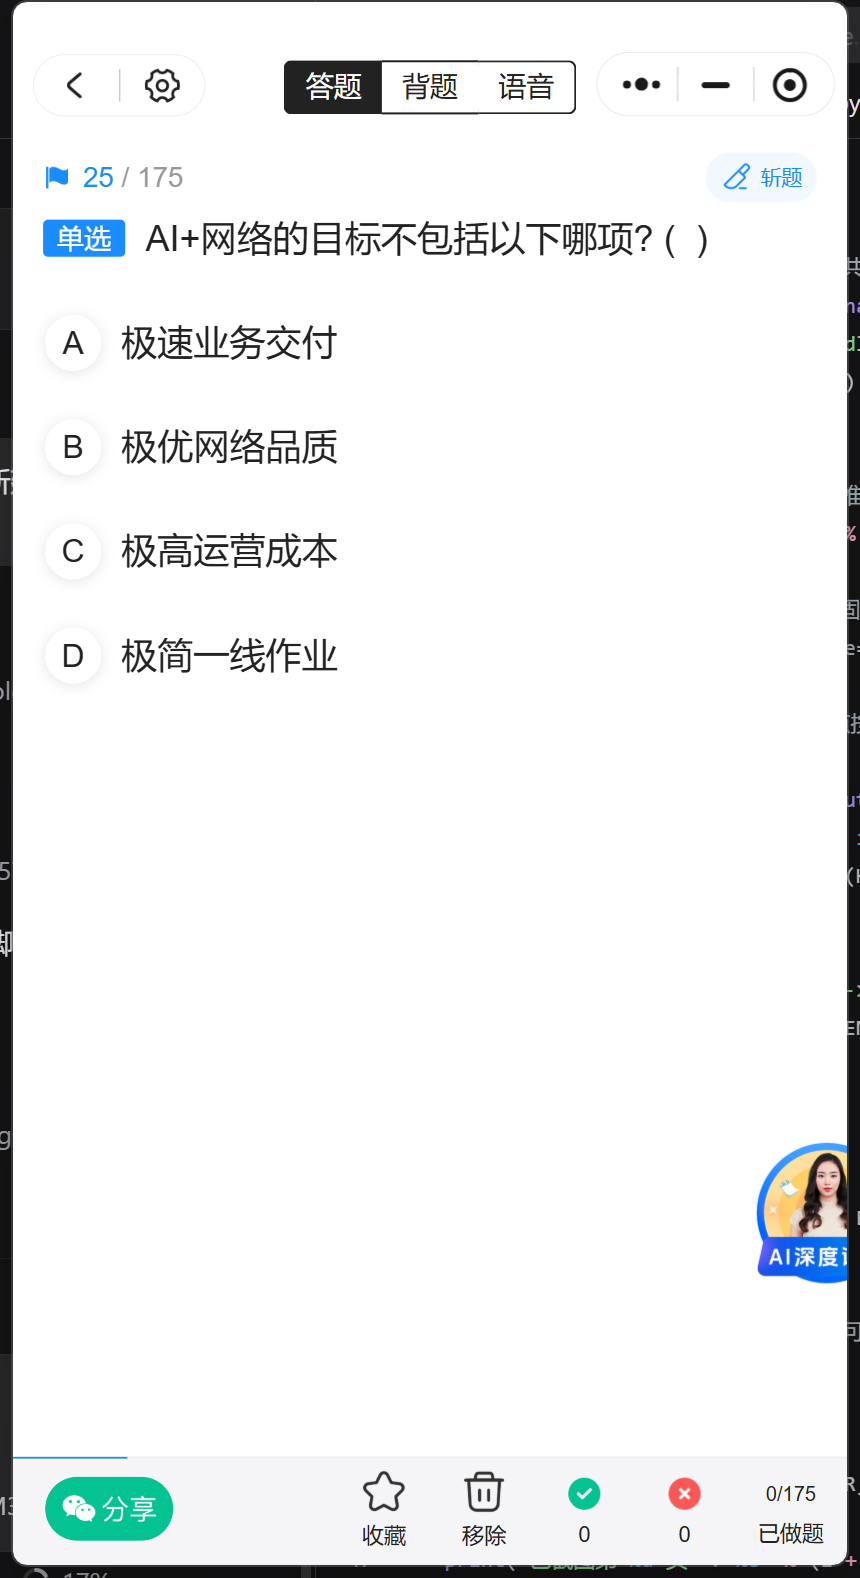 答题 背题 语音
25 / 175
斩题
单选 AI+网络的目标不包括以下哪项? ( )
A 极速业务交付
B 极优网络品质
C 极高运营成本
D 极简一线作业
AI深度
分享
收藏
移除
0
0
0/175
已做题
17%